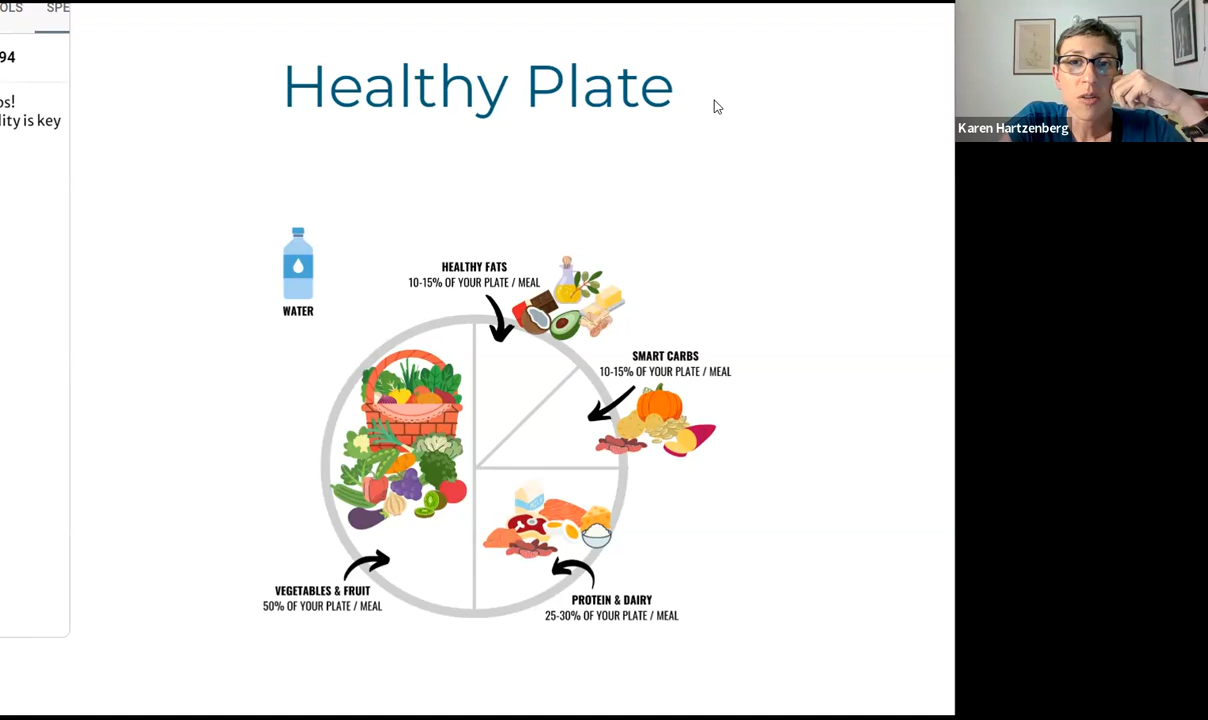 OLS SPE
94
os!
lity is key
Healthy Plate
WATER
HEALTHY FATS
10-15% OF YOUR PLATE / MEAL
SMART CARBS
10-15% OF YOUR PLATE / MEAL
VEGETABLES & FRUIT
50% OF YOUR PLATE / MEAL
PROTEIN & DAIRY
25-30% OF YOUR PLATE / MEAL
Karen Hartzenberg